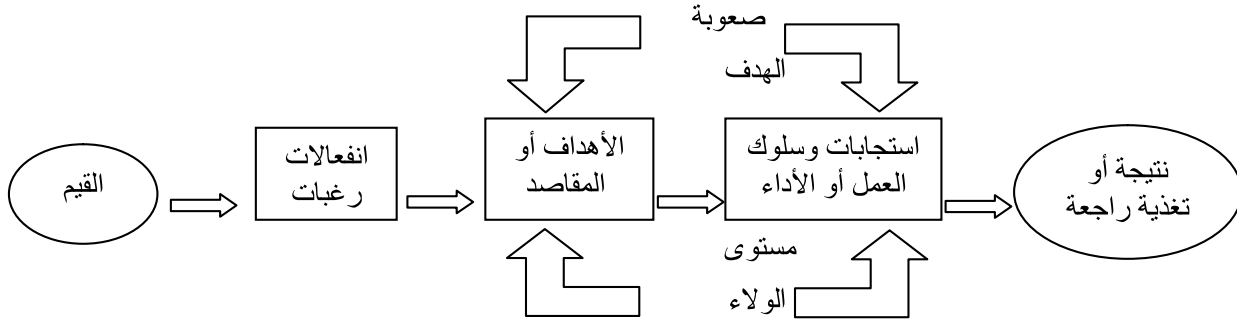 صعوبة
الهدف
القيم
انفعالات
رغبات
الأهداف أو
المقاصد
استجابات وسلوك
العمل أو الأداء
نتيجة أو
تغذية راجعة
مستوى
الولاء